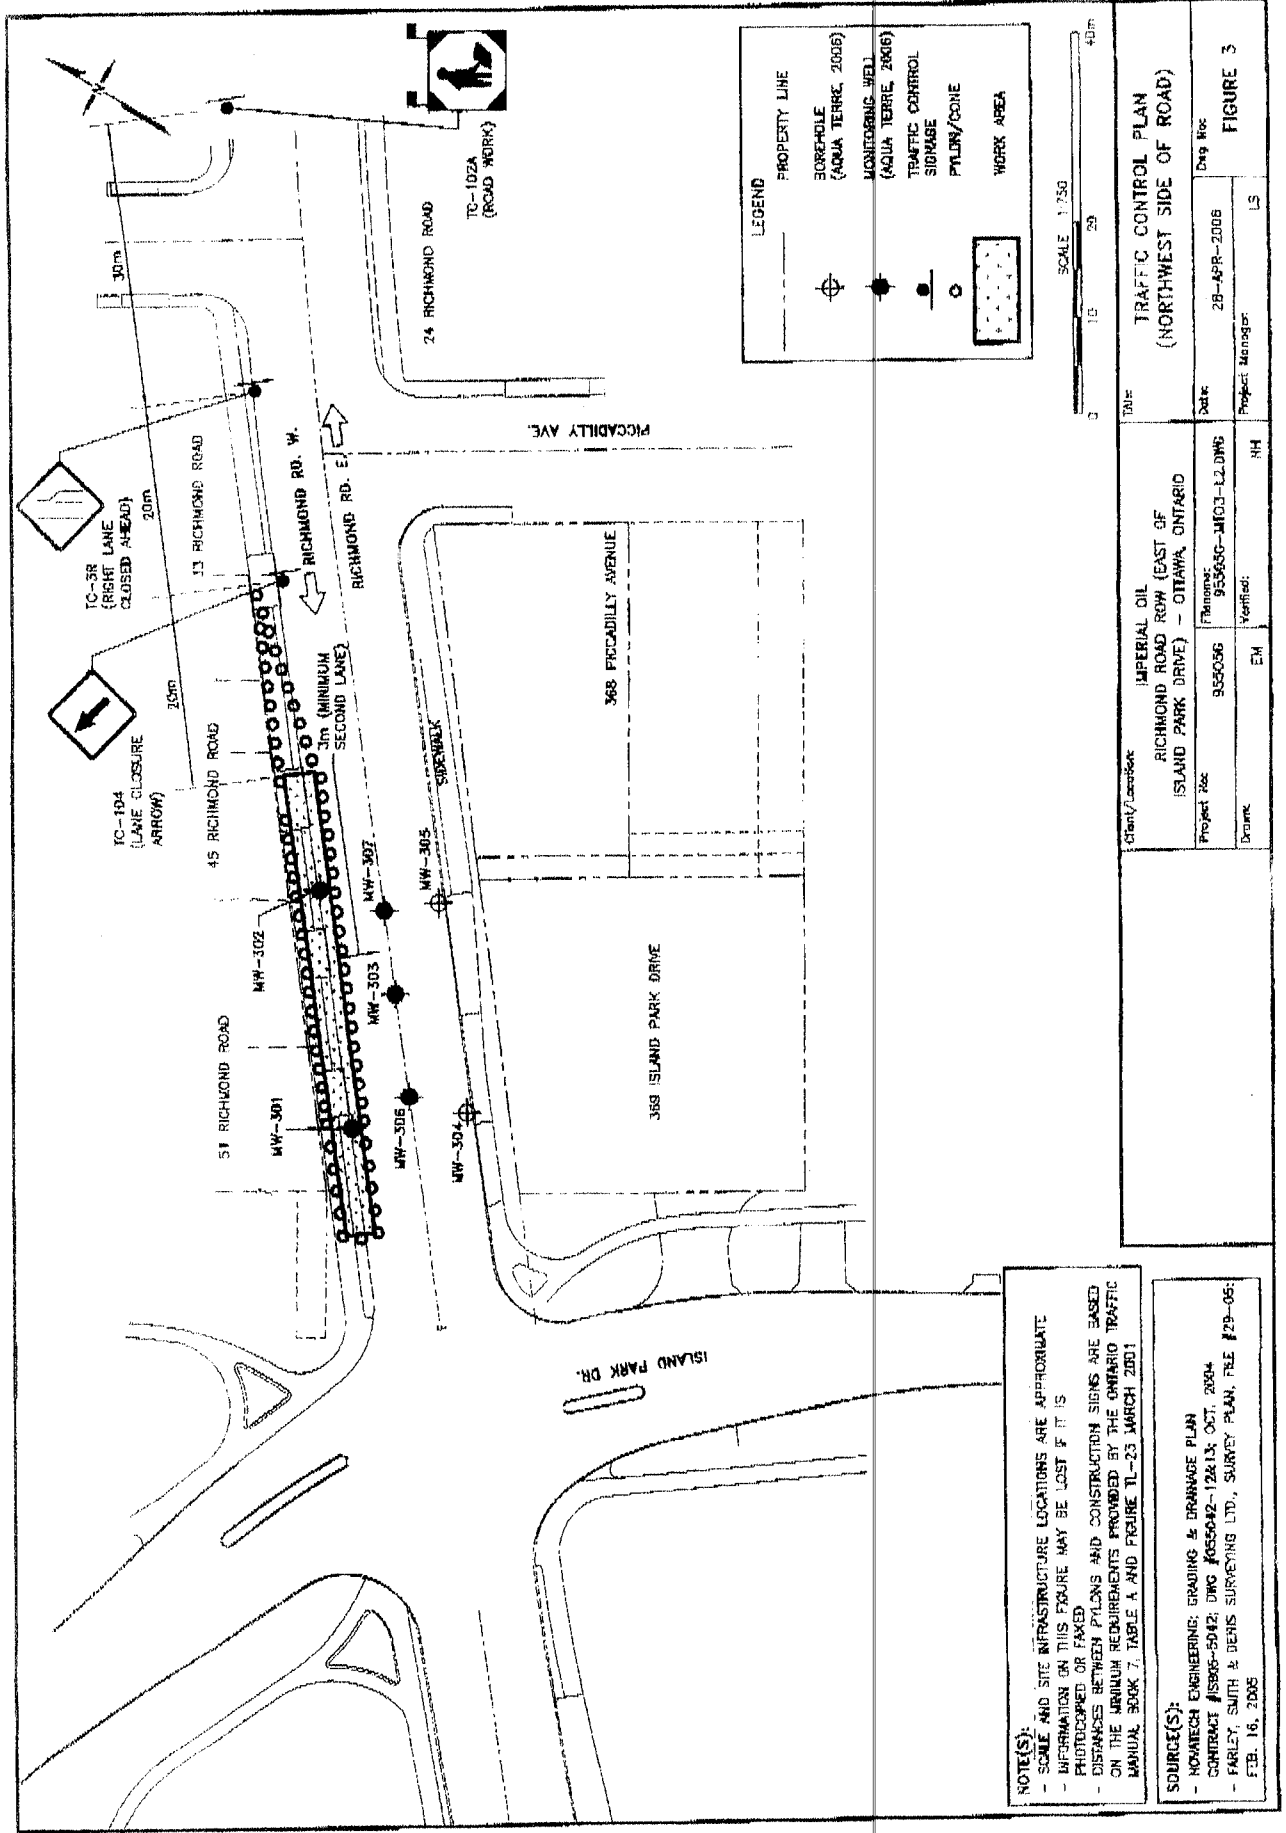 TC-102A
(ROAD WORK)
30m
24 RICHMOND ROAD
TC-5R
(RIGHT LANE
CLOSED AHEAD)
20m
33 RICHMOND ROAD
RICHMOND RD. W.
RICHMOND RD. E.
PICCADILLY AVE.
TC-104
(LANE CLOSURE
ARROW)
20m
45 RICHMOND ROAD
3m (MINIMUM
SECOND LANE)
SIDEWALK
368 PICCADILLY AVENUE
MW-302
MW-307
MW-305
MW-303
51 RICHMOND ROAD
MW-301
MW-306
MW-304
369 ISLAND PARK DRIVE
ISLAND PARK DR.
LEGEND
PROPERTY LINE
BOREHOLE
(AQUA TERRE, 2006)
MONITORING WELL
(AQUA TERRE, 2006)
TRAFFIC CONTROL
SIGNAGE
PYLON/CONE
WORK AREA
SCALE 1:750
0 10 20 40m
NOTE(S):
- SCALE AND SITE INFRASTRUCTURE LOCATIONS ARE APPROXIMATE
- INFORMATION ON THIS FIGURE MAY BE LOST IF IT IS
PHOTOCOPIED OR FAXED
- DISTANCES BETWEEN PYLONS AND CONSTRUCTION SIGNS ARE BASED
ON THE MINIMUM REQUIREMENTS PROVIDED BY THE ONTARIO TRAFFIC
MANUAL BOOK 7, TABLE A AND FIGURE TL-23 MARCH 2001
SOURCE(S):
- NOVATECH ENGINEERING: GRADING & DRAINAGE PLAN
CONTRACT #ISB05-5042; DWG #055042-12&13; OCT. 2004
- FARLEY, SMITH & DENIS SURVEYING LTD., SURVEY PLAN, FILE #29-05;
FEB. 16, 2005
Client/Location:
IMPERIAL OIL
RICHMOND ROAD ROW (EAST OF
ISLAND PARK DRIVE) - OTTAWA, ONTARIO
Title:
TRAFFIC CONTROL PLAN
(NORTHWEST SIDE OF ROAD)
Project No:
Filename:
Date: 28-APR-2006
Dwg No:
FIGURE 3
Drawn: EM
Verified:
Project Manager: LS